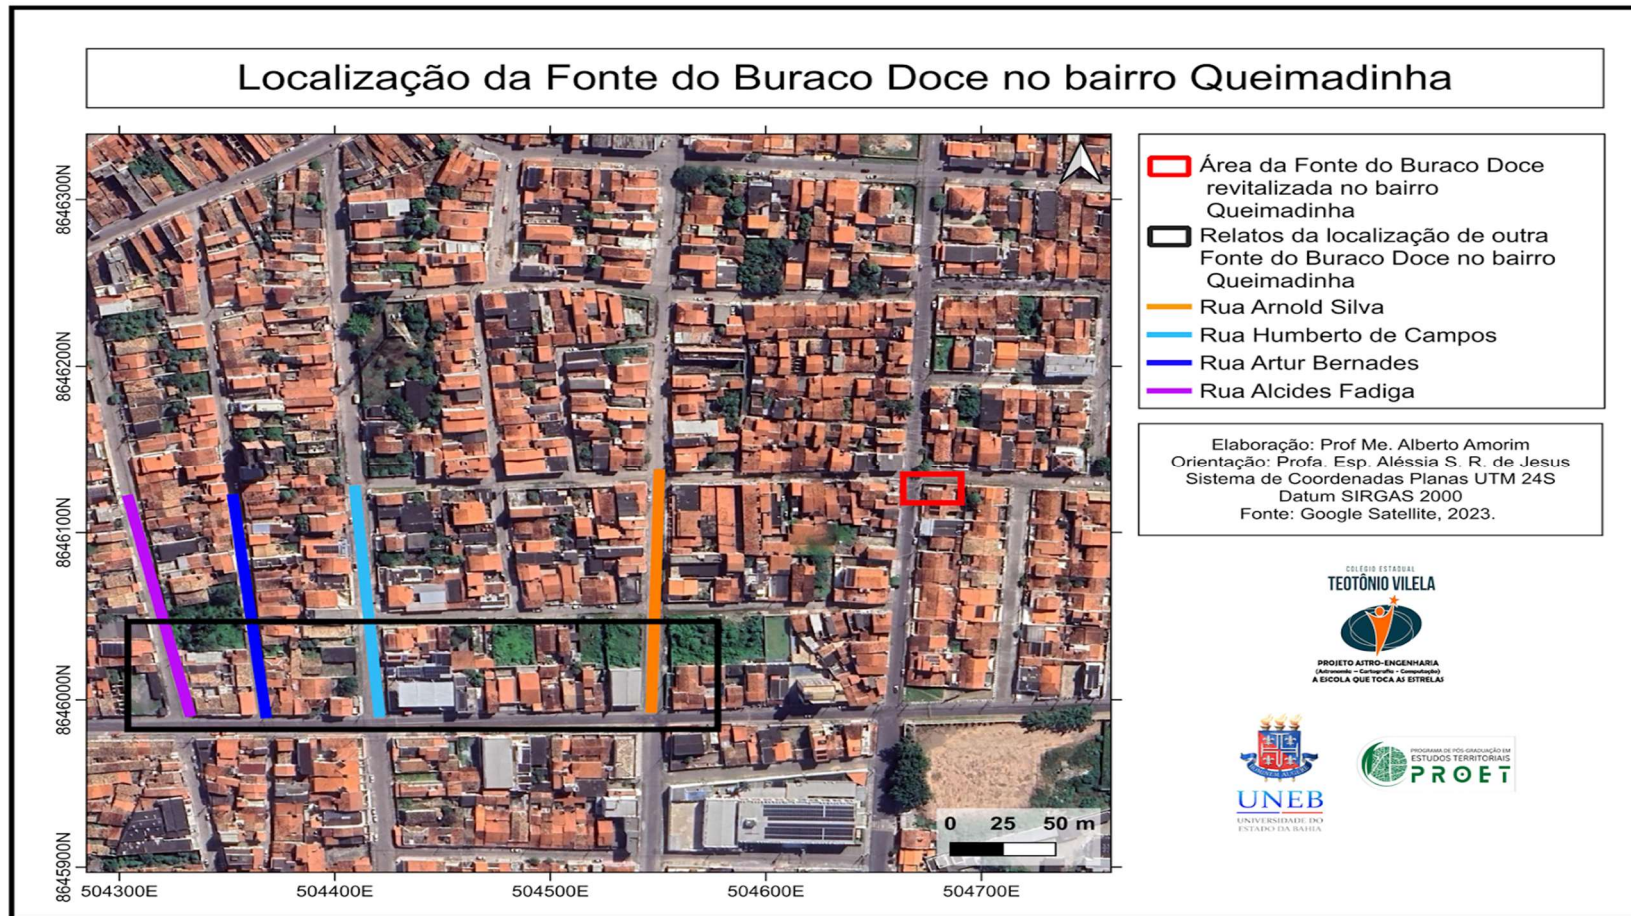 Localização da Fonte do Buraco Doce no bairro Queimadinha
8646300N
8646200N
8646100N
8646000N
8645900N
504300E
504400E
504500E
504600E
504700E
0 25 50 m
Área da Fonte do Buraco Doce
revitalizada no bairro
Queimadinha
Relatos da localização de outra
Fonte do Buraco Doce no bairro
Queimadinha
Rua Arnold Silva
Rua Humberto de Campos
Rua Artur Bernades
Rua Alcides Fadiga
Elaboração: Prof Me. Alberto Amorim
Orientação: Profa. Esp. Aléssia S. R. de Jesus
Sistema de Coordenadas Planas UTM 24S
Datum SIRGAS 2000
Fonte: Google Satellite, 2023.
COLÉGIO ESTADUAL
TEOTÔNIO VILELA
PROJETO ASTRO-ENGENHARIA
(Astronomia – Cartografia – Computação)
A ESCOLA QUE TOCA AS ESTRELAS
UNEB
UNIVERSIDADE DO
ESTADO DA BAHIA
PROGRAMA DE PÓS-GRADUAÇÃO EM
ESTUDOS TERRITORIAIS
PROET